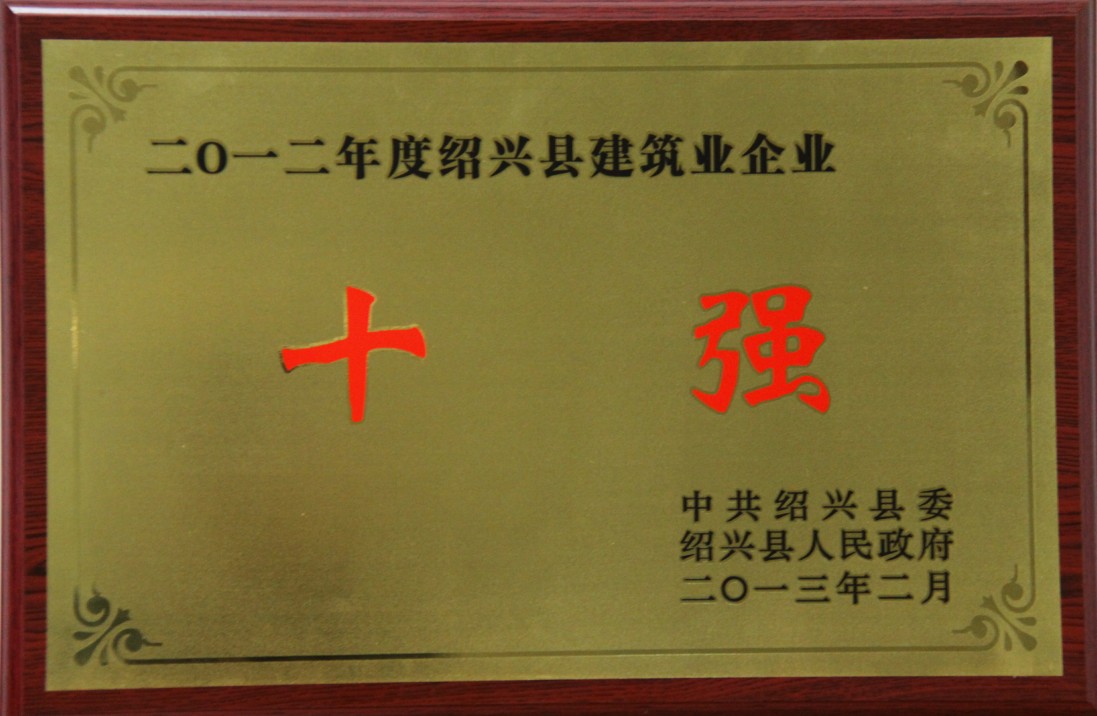 二〇一二年度绍兴县建筑业企业
十强
中共绍兴县委
绍兴县人民政府
二〇一三年二月